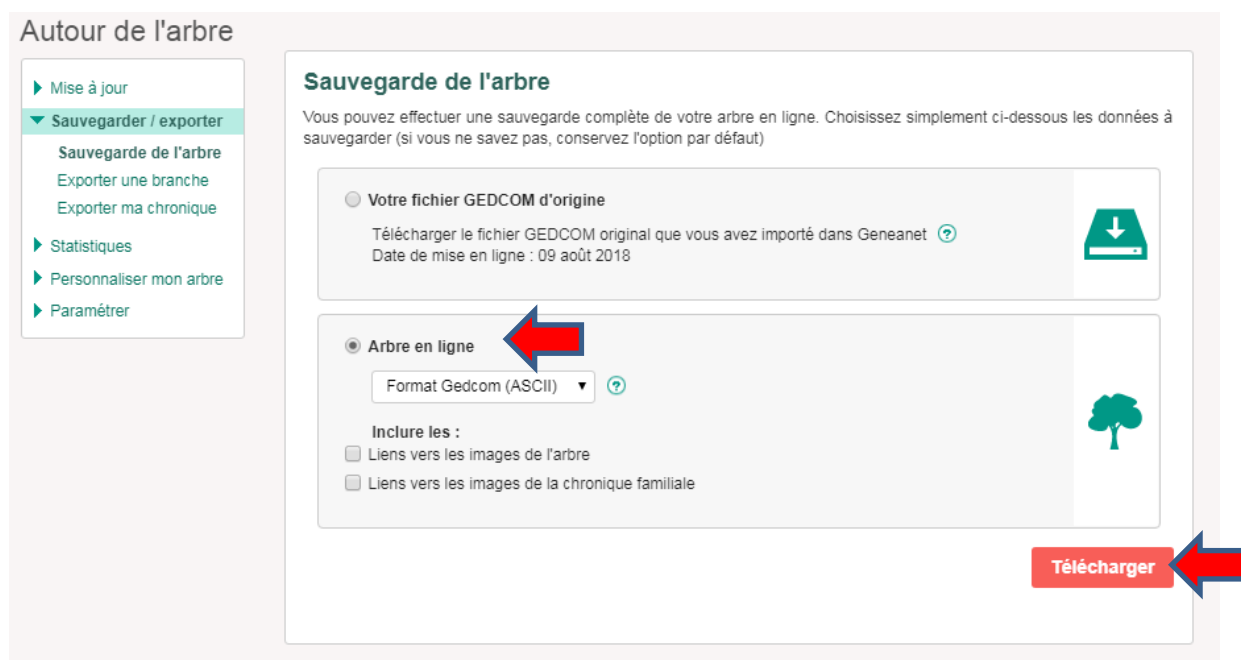 Autour de l'arbre
Mise à jour
Sauvegarder / exporter
Sauvegarde de l'arbre
Exporter une branche
Exporter ma chronique
Statistiques
Personnaliser mon arbre
Paramétrer
Sauvegarde de l'arbre
Vous pouvez effectuer une sauvegarde complète de votre arbre en ligne. Choisissez simplement ci-dessous les données à
sauvegarder (si vous ne savez pas, conservez l'option par défaut)
Votre fichier GEDCOM d'origine
Télécharger le fichier GEDCOM original que vous avez importé dans Geneanet ?
Date de mise en ligne : 09 août 2018
Arbre en ligne
Format Gedcom (ASCII) ?
Inclure les :
Liens vers les images de l'arbre
Liens vers les images de la chronique familiale
Télécharger